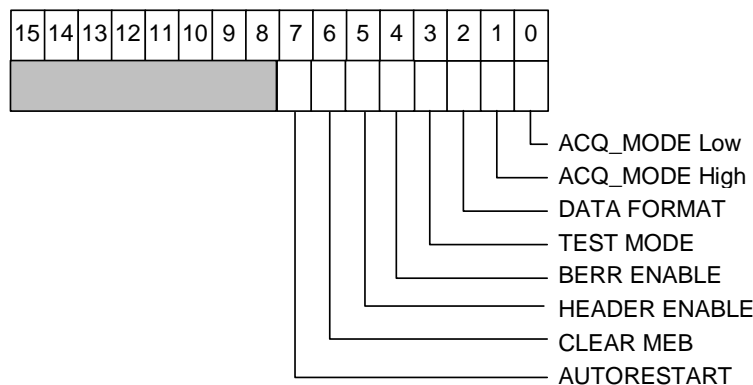 15 14 13 12 11 10 9 8 7 6 5 4 3 2 1 0
ACQ_MODE Low
ACQ_MODE High
DATA FORMAT
TEST MODE
BERR ENABLE
HEADER ENABLE
CLEAR MEB
AUTORESTART